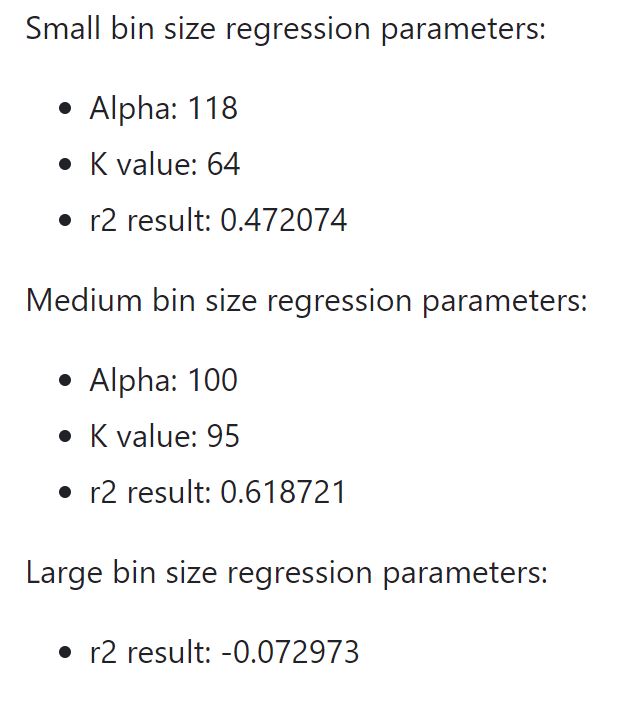 Small bin size regression parameters:
• Alpha: 118
• K value: 64
• r2 result: 0.472074
Medium bin size regression parameters:
• Alpha: 100
• K value: 95
• r2 result: 0.618721
Large bin size regression parameters:
• r2 result: -0.072973